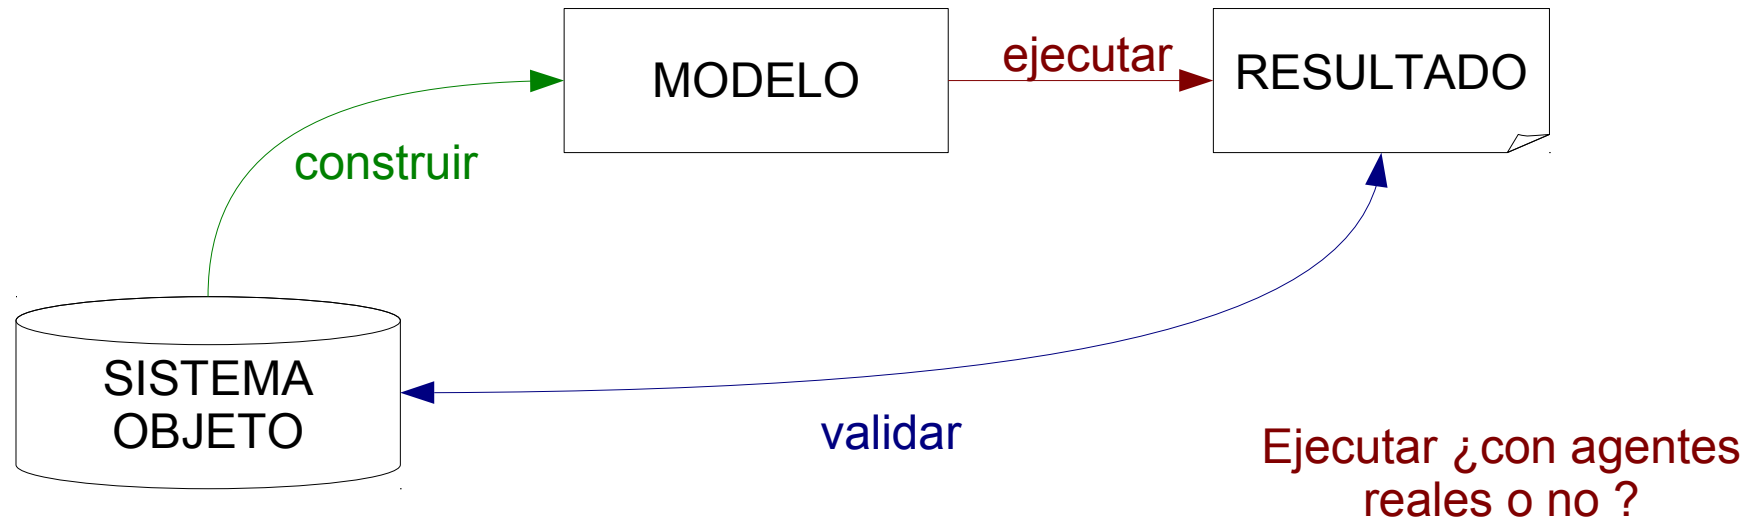 MODELO
ejecutar
RESULTADO
construir
SISTEMA
OBJETO
validar
Ejecutar ¿con agentes
reales o no ?